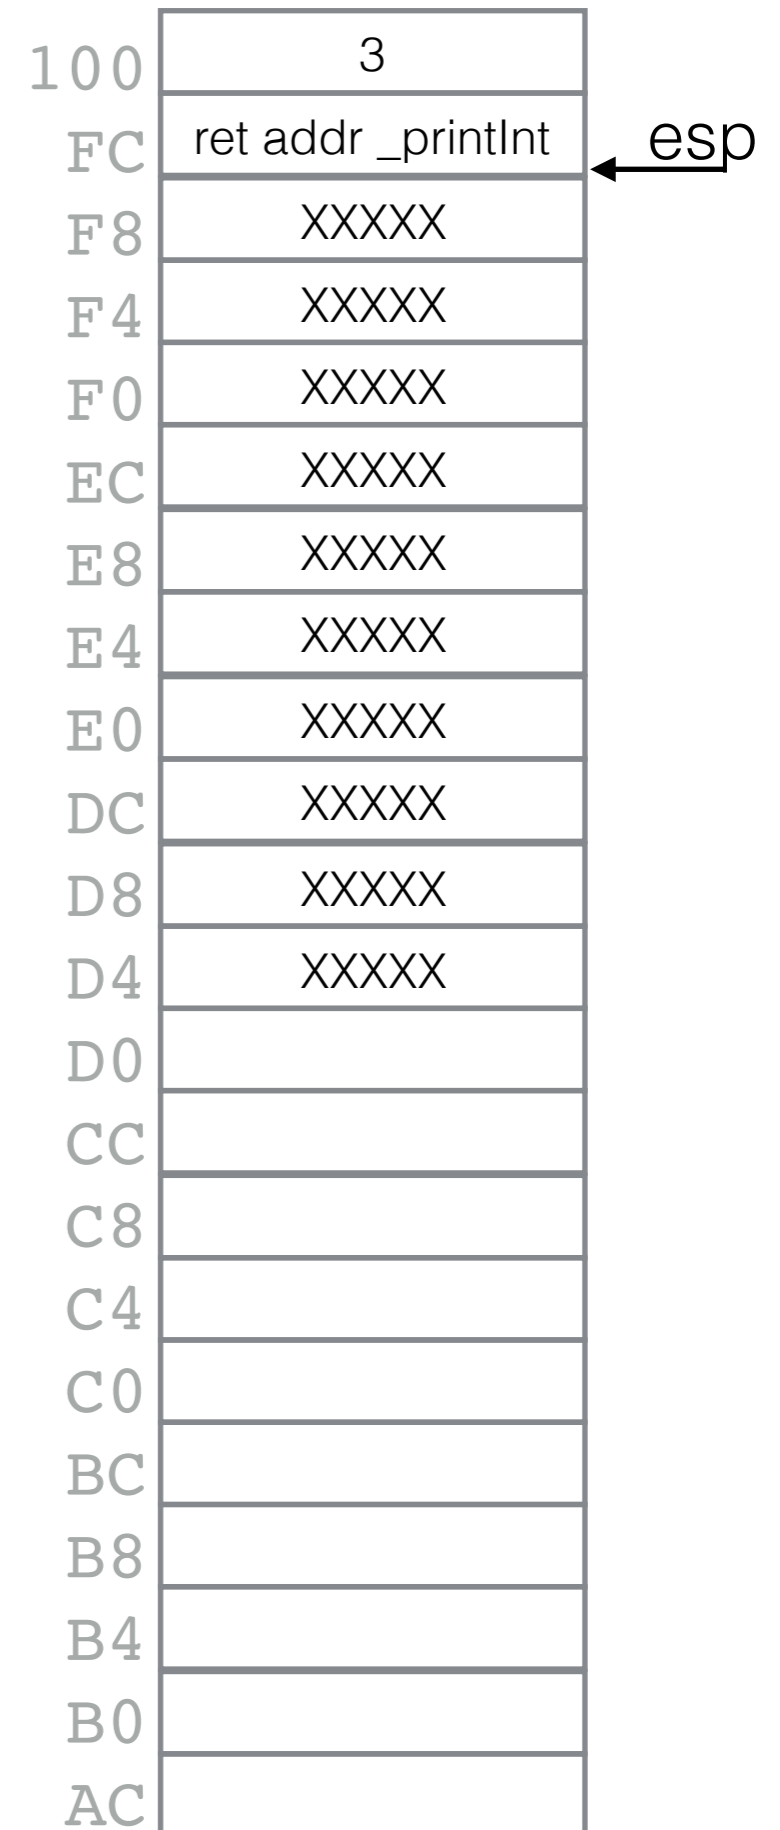 100 3
FC ret addr _printInt esp
F8 XXXXX
F4 XXXXX
F0 XXXXX
EC XXXXX
E8 XXXXX
E4 XXXXX
E0 XXXXX
DC XXXXX
D8 XXXXX
D4 XXXXX
D0
CC
C8
C4
C0
BC
B8
B4
B0
AC